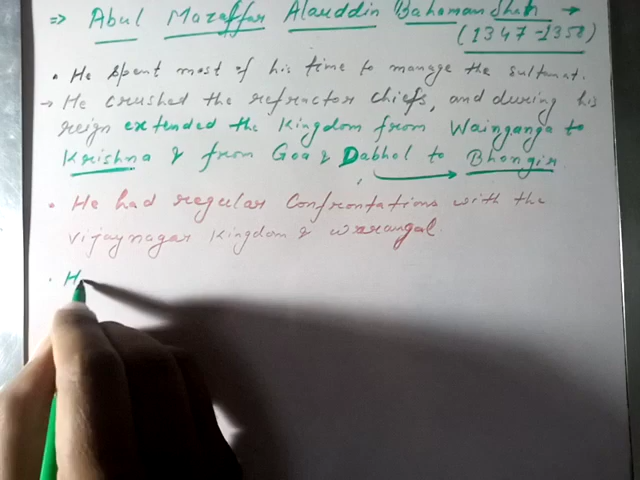 => Abul Mozaffar Alauddin Bahaman Shah →
(1347-1358)
• He spent most of his time to manage the sultanat.
→ He crushed the refractor chiefs, and during his
reign extended the Kingdom from Wainganga to
Krishna & from Goa & Dabhol to Bhongir
• He had regular Confrontations with the
Vijaynagar Kingdom & warangal.
• He